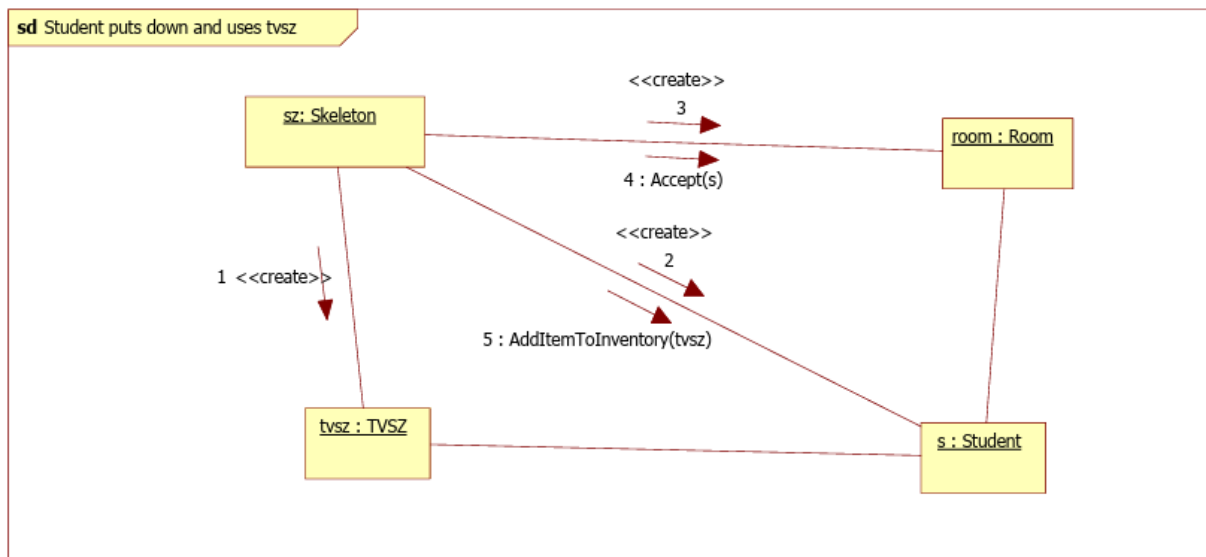 sd Student puts down and uses tvsz
<<create>>
3
sz: Skeleton
room : Room
4 : Accept(s)
<<create>>
2
1 <<create>>
5 : AddItemToInventory(tvsz)
tvsz : TVSZ
s : Student